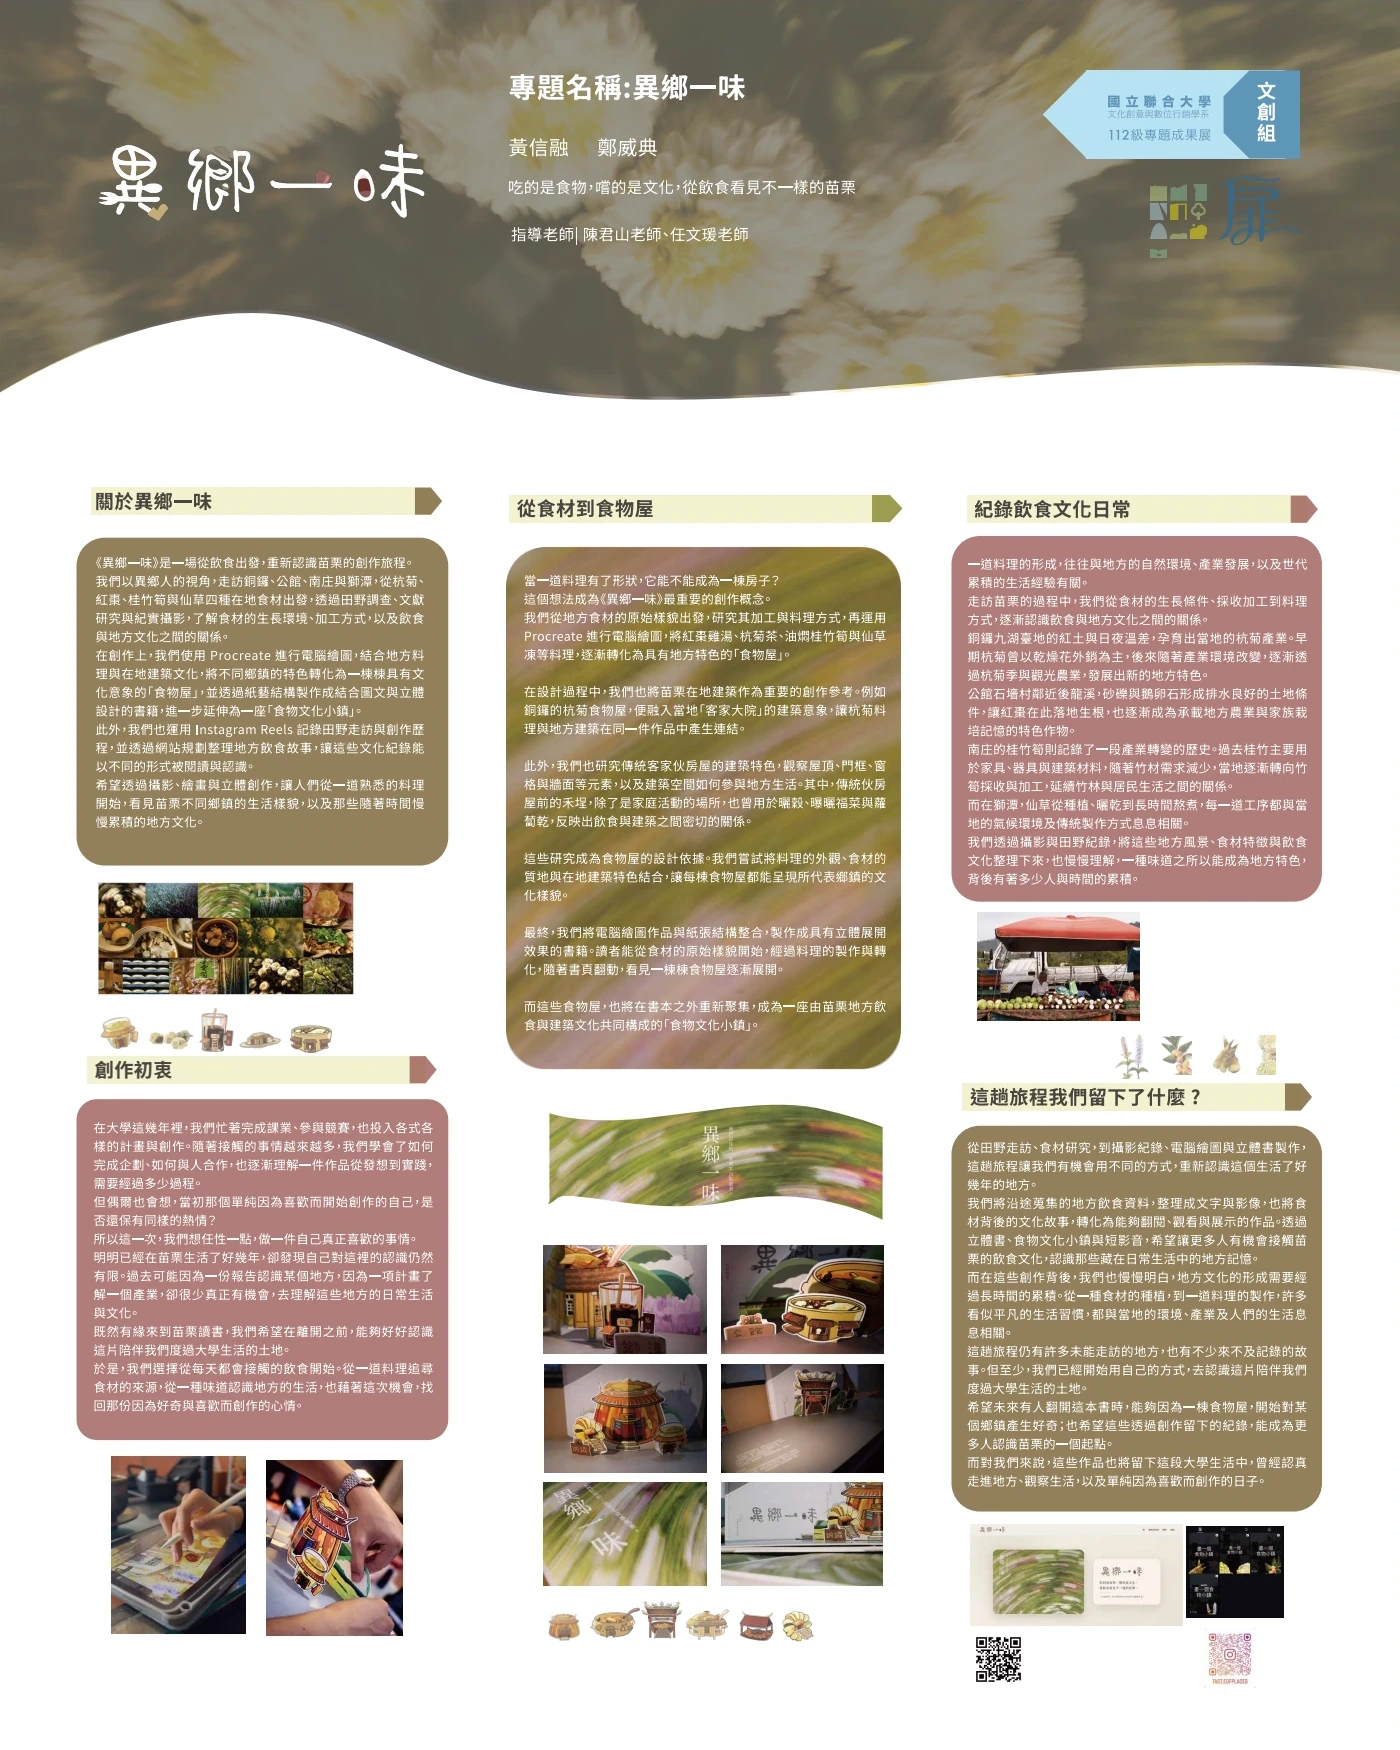 專題名稱:異鄉一味
異鄉一味
黃信融 鄭威典
吃的是食物,嚐的是文化,從飲食看見不一樣的苗栗
指導老師| 陳君山老師、任文瑗老師
國立聯合大學
文化創意與數位行銷學系
112級專題成果展
文創組
犀
關於異鄉一味
《異鄉一味》是一場從飲食出發,重新認識苗栗的創作旅程。
我們以異鄉人的視角,走訪銅鑼、公館、南庄與獅潭,從杭菊、
紅棗、桂竹筍與仙草四種在地食材出發,透過田野調查、文獻
研究與紀實攝影,了解食材的生長環境、加工方式,以及飲食
與地方文化之間的關係。
在創作上,我們使用 Procreate 進行電腦繪圖,結合地方料
理與在地建築文化,將不同鄉鎮的特色轉化為一棟棟具有文
化意象的「食物屋」,並透過紙藝結構製作成結合圖文與立體
設計的書籍,進一步延伸為一座「食物文化小鎮」。
此外,我們也運用 Instagram Reels 記錄田野走訪與創作歷
程,並透過網站規劃整理地方飲食故事,讓這些文化紀錄能
以不同的形式被閱讀與認識。
希望透過攝影、繪畫與立體創作,讓人們從一道熟悉的料理
開始,看見苗栗不同鄉鎮的生活樣貌,以及那些隨著時間慢
慢累積的地方文化。
創作初衷
在大學這幾年裡,我們忙著完成課業、參與競賽,也投入各式各
樣的計畫與創作。隨著接觸的事情越來越多,我們學會了如何
完成企劃、如何與人合作,也逐漸理解一件作品從發想到實踐,
需要經過多少過程。
但偶爾也會想,當初那個單純因為喜歡而開始創作的自己,是
否還保有同樣的熱情?
所以這一次,我們想任性一點,做一件自己真正喜歡的事情。
明明已經在苗栗生活了好幾年,卻發現自己對這裡的認識仍然
有限。過去可能因為一份報告認識某個地方,因為一項計畫了
解一個產業,卻很少真正有機會,去理解這些地方的日常生活
與文化。
既然有緣來到苗栗讀書,我們希望在離開之前,能夠好好認識
這片陪伴我們度過大學生活的土地。
於是,我們選擇從每天都會接觸的飲食開始。從一道料理追尋
食材的來源,從一種味道認識地方的生活,也藉著這次機會,找
回那份因為好奇與喜歡而創作的心情。
從食材到食物屋
當一道料理有了形狀,它能不能成為一棟房子?
這個想法成為《異鄉一味》最重要的創作概念。
我們從地方食材的原始樣貌出發,研究其加工與料理方式,再運用
Procreate 進行電腦繪圖,將紅棗雞湯、杭菊茶、油燜桂竹筍與仙草
凍等料理,逐漸轉化為具有地方特色的「食物屋」。
在設計過程中,我們也將苗栗在地建築作為重要的創作參考。例如
銅鑼的杭菊食物屋,便融入當地「客家大院」的建築意象,讓杭菊料
理與地方建築在同一件作品中產生連結。
此外,我們也研究傳統客家伙房屋的建築特色,觀察屋頂、門框、窗
格與牆面等元素,以及建築空間如何參與地方生活。其中,傳統伙房
屋前的禾埕,除了是家庭活動的場所,也曾用於曬穀、曝曬福菜與蘿
蔔乾,反映出飲食與建築之間密切的關係。
這些研究成為食物屋的設計依據。我們嘗試將料理的外觀、食材的
質地與在地建築特色結合,讓每棟食物屋都能呈現所代表鄉鎮的文
化樣貌。
最終,我們將電腦繪圖作品與紙張結構整合,製作成具有立體展開
效果的書籍。讀者能從食材的原始樣貌開始,經過料理的製作與轉
化,隨著書頁翻動,看見一棟棟食物屋逐漸展開。
而這些食物屋,也將在書本之外重新聚集,成為一座由苗栗地方飲
食與建築文化共同構成的「食物文化小鎮」。
異鄉一味
異鄉
公館
異鄉一味
異鄉一味
紀錄飲食文化日常
一道料理的形成,往往與地方的自然環境、產業發展,以及世代
累積的生活經驗有關。
走訪苗栗的過程中,我們從食材的生長條件、採收加工到料理
方式,逐漸認識飲食與地方文化之間的關係。
銅鑼九湖臺地的紅土與日夜溫差,孕育出當地的杭菊產業。早
期杭菊曾以乾燥花外銷為主,後來隨著產業環境改變,逐漸透
過杭菊季與觀光農業,發展出新的地方特色。
公館石墻村鄰近後龍溪,砂礫與鵝卵石形成排水良好的土地條
件,讓紅棗在此落地生根,也逐漸成為承載地方農業與家族栽
培記憶的特色作物。
南庄的桂竹筍則記錄了一段產業轉變的歷史。過去桂竹主要用
於家具、器具與建築材料,隨著竹材需求減少,當地逐漸轉向竹
筍採收與加工,延續竹林與居民生活之間的關係。
而在獅潭,仙草從種植、曬乾到長時間熬煮,每一道工序都與當
地的氣候環境及傳統製作方式息息相關。
我們透過攝影與田野紀錄,將這些地方風景、食材特徵與飲食
文化整理下來,也慢慢理解,一種味道之所以能成為地方特色,
背後有著多少人與時間的累積。
這趟旅程我們留下了什麼?
從田野走訪、食材研究,到攝影紀錄、電腦繪圖與立體書製作,
這趟旅程讓我們有機會用不同的方式,重新認識這個生活了好
幾年的地方。
我們將沿途蒐集的地方飲食資料,整理成文字與影像,也將食
材背後的文化故事,轉化為能夠翻閱、觀看與展示的作品。透過
立體書、食物文化小鎮與短影音,希望讓更多人有機會接觸苗
栗的飲食文化,認識那些藏在日常生活中的地方記憶。
而在這些創作背後,我們也慢慢明白,地方文化的形成需要經
過長時間的累積。從一種食材的種植,到一道料理的製作,許多
看似平凡的生活習慣,都與當地的環境、產業及人們的生活息
息相關。
這趟旅程仍有許多未能走訪的地方,也有不少來不及記錄的故
事。但至少,我們已經開始用自己的方式,去認識這片陪伴我們
度過大學生活的土地。
希望未來有人翻開這本書時,能夠因為一棟食物屋,開始對某
個鄉鎮產生好奇;也希望這些透過創作留下的紀錄,能成為更
多人認識苗栗的一個起點。
而對我們來說,這些作品也將留下這段大學生活中,曾經認真
走進地方、觀察生活,以及單純因為喜歡而創作的日子。
異鄉一味
異鄉一味
TASTEOFPLACES